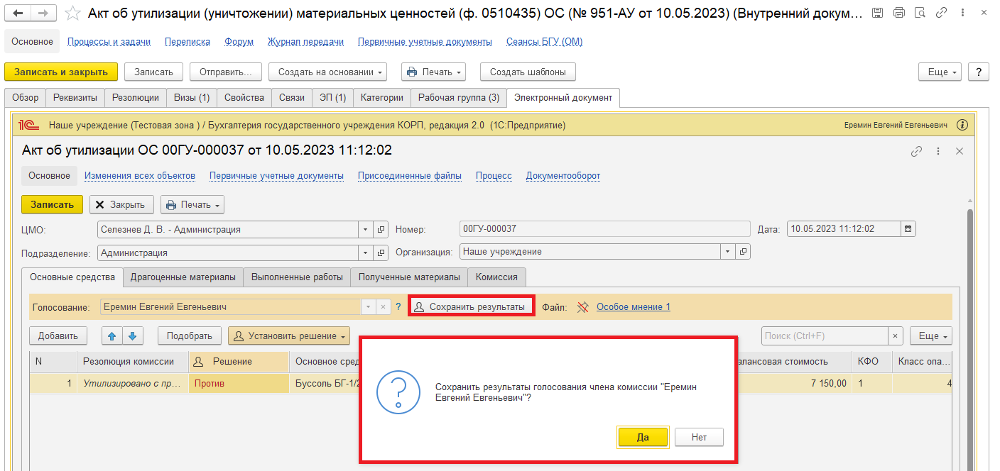 Акт об утилизации (уничтожении) материальных ценностей (ф. 0510435) ОС (№ 951-АУ от 10.05.2023) (Внутренний докум...
Основное Процессы и задачи Переписка Форум Журнал передачи Первичные учетные документы Сеансы БГУ (ОМ)
Записать и закрыть Записать Отправить... Создать на основании Печать Создать шаблоны Еще ?
Обзор Реквизиты Резолюции Визы (1) Свойства Связи ЭП (1) Категории Рабочая группа (3) Электронный документ
1С Наше учреждение (Тестовая зона ) / Бухгалтерия государственного учреждения КОРП, редакция 2.0 (1С:Предприятие) Еремин Евгений Евгеньевич
Акт об утилизации ОС 00ГУ-000037 от 10.05.2023 11:12:02
Основное Изменения всех объектов Первичные учетные документы Присоединенные файлы Процесс Документооборот
Записать Закрыть Печать
ЦМО: Селезнев Д. В. - Администрация Номер: 00ГУ-000037 Дата: 10.05.2023 11:12:02
Подразделение: Администрация Организация: Наше учреждение
Основные средства Драгоценные материалы Выполненные работы Полученные материалы Комиссия
Голосование: Еремин Евгений Евгеньевич ? Сохранить результаты Файл: Особое мнение 1
Добавить Подобрать Установить решение Поиск (Ctrl+F) × Еще
N Резолюция комиссии Решение Основное сред алансовая стоимость КФО Класс опа...
1 Утилизировано с пр... Против Буссоль БГ-1/2 7 150,00 1 4
Сохранить результаты голосования члена комиссии "Еремин
Евгений Евгеньевич"?
Да Нет